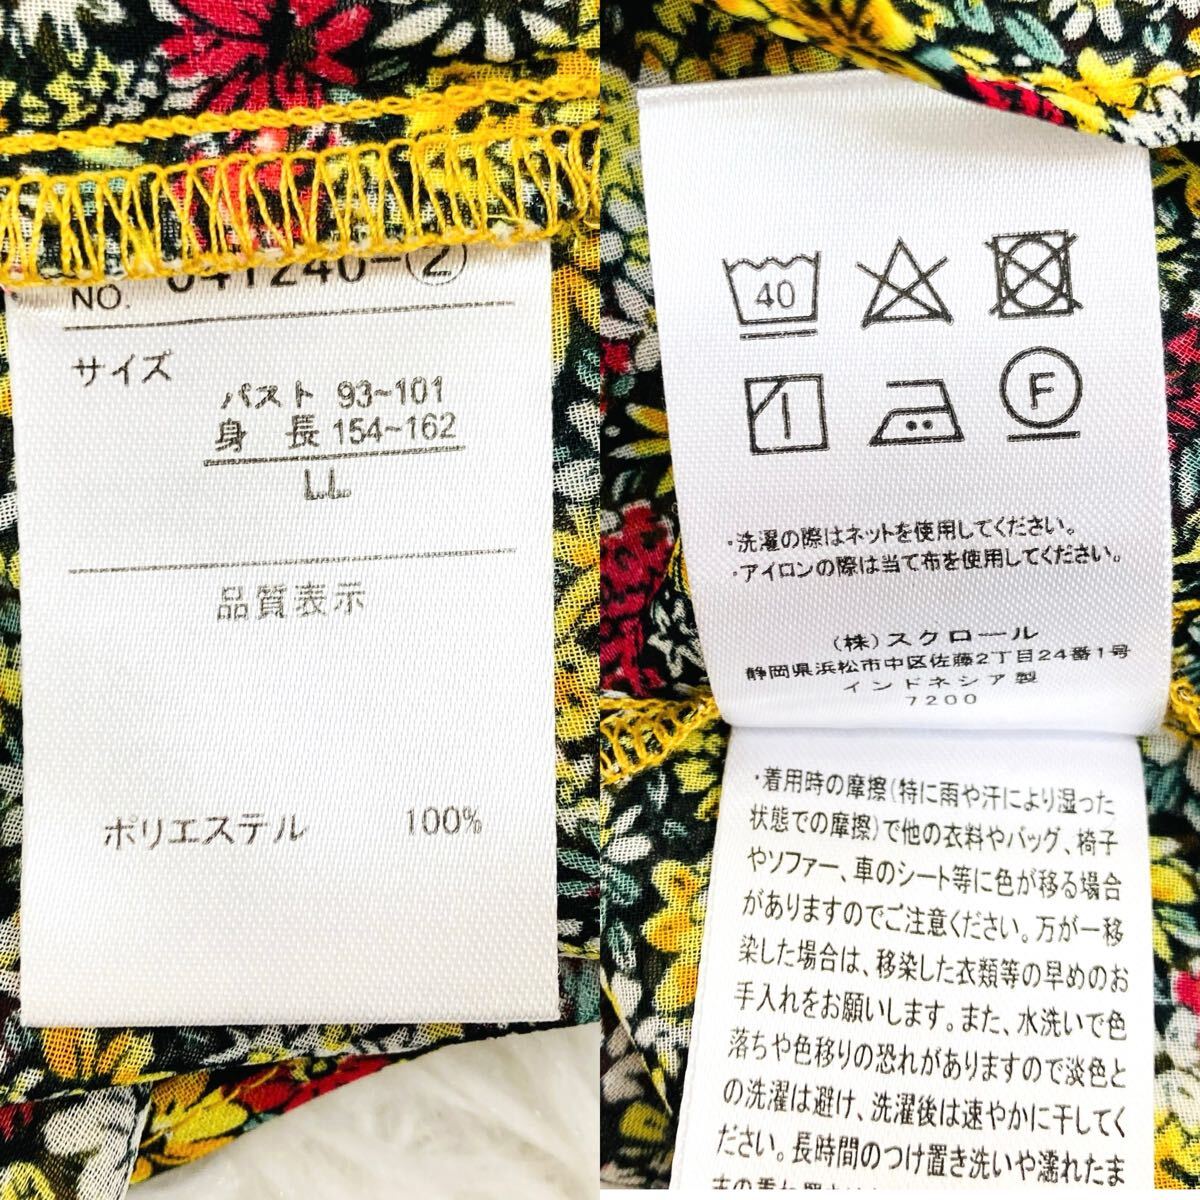 NO. 041240-②
サイズ
バスト 93~101
身 長 154~162
LL
品質表示
ポリエステル 100%
40
F
・洗濯の際はネットを使用してください。
・アイロンの際は当て布を使用してください。
(株)スクロール
静岡県浜松市中区佐藤2丁目24番1号
インドネシア製
7200
・着用時の摩擦(特に雨や汗により湿った
状態での摩擦)で他の衣料やバッグ、椅子
やソファー、車のシート等に色が移る場合
がありますのでご注意ください。万が一移
染した場合は、移染した衣類等の早めのお
手入れをお願いします。また、水洗いで色
落ちや色移りの恐れがありますので淡色と
の洗濯は避け、洗濯後は速やかに干してく
ださい。長時間のつけ置き洗いや濡れたま